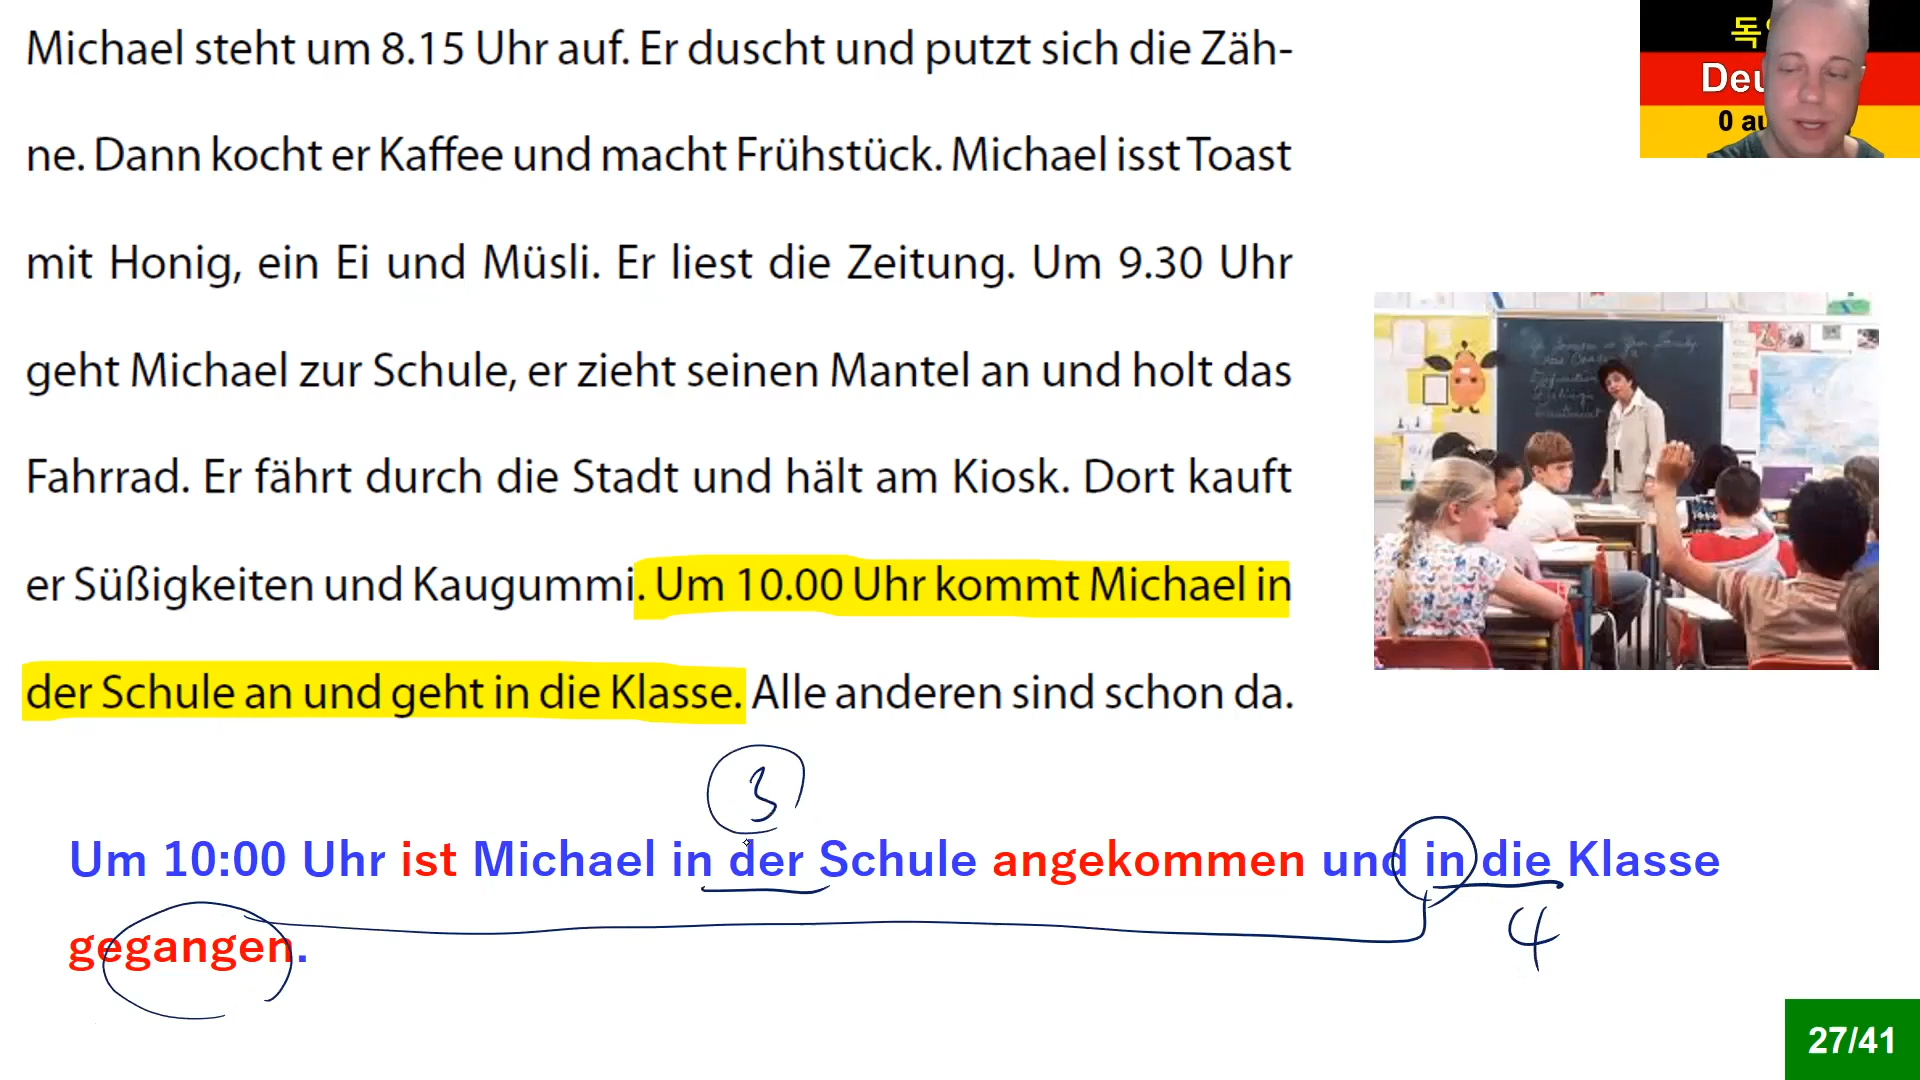 Michael steht um 8.15 Uhr auf. Er duscht und putzt sich die Zäh-
ne. Dann kocht er Kaffee und macht Frühstück. Michael isst Toast
mit Honig, ein Ei und Müsli. Er liest die Zeitung. Um 9.30 Uhr
geht Michael zur Schule, er zieht seinen Mantel an und holt das
Fahrrad. Er fährt durch die Stadt und hält am Kiosk. Dort kauft
er Süßigkeiten und Kaugummi. Um 10.00 Uhr kommt Michael in
der Schule an und geht in die Klasse. Alle anderen sind schon da.
3
Um 10:00 Uhr ist Michael in der Schule angekommen und in die Klasse
4
gegangen.
독
Deu
0 au
27/41